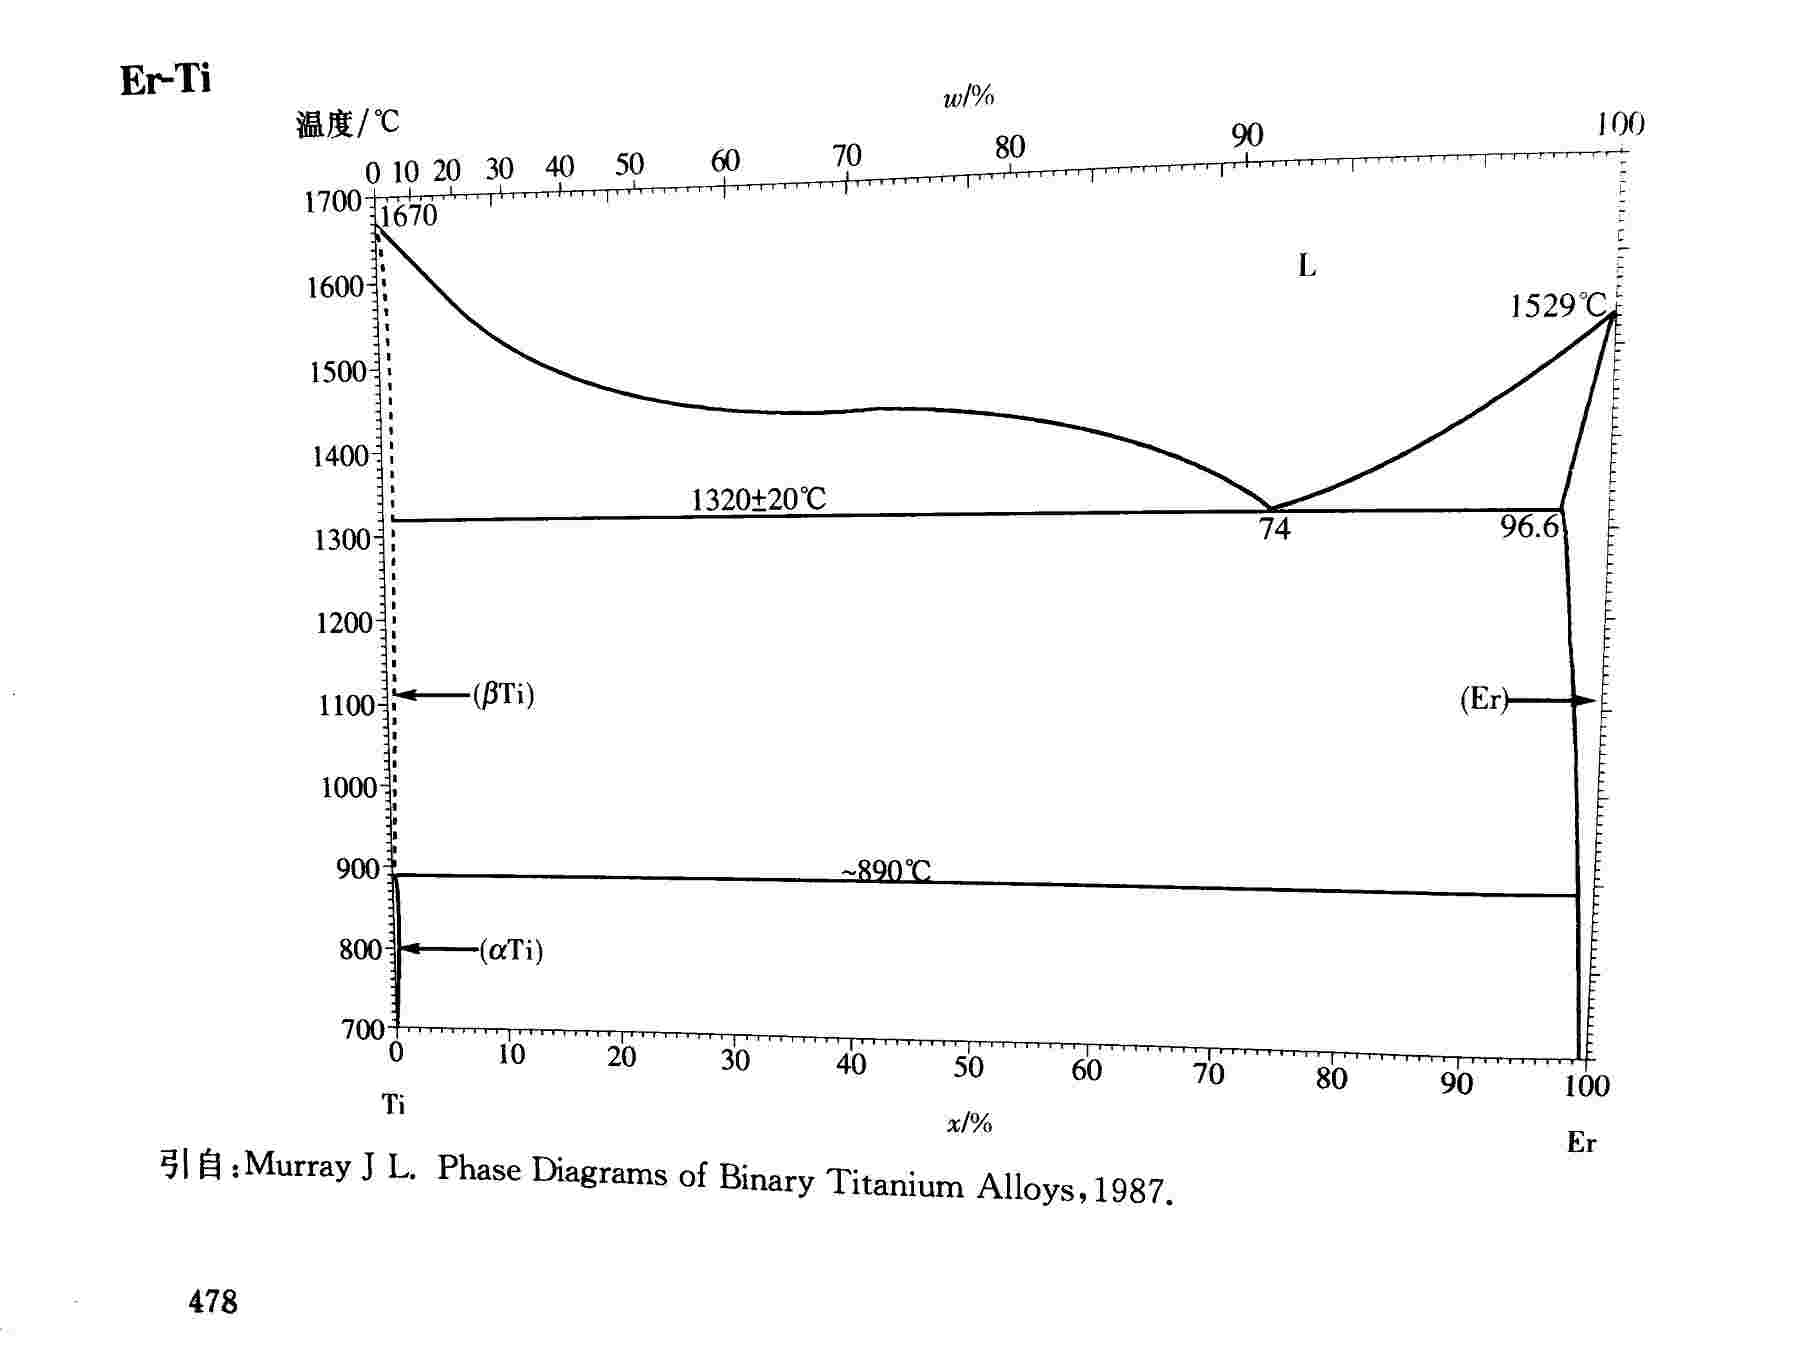 Er-Ti
w/%
温度/℃
0 10 20 30 40 50 60 70 80 90 100
1700
1670
1600
L
1529℃
1500
1400
1320±20℃
1300
74
96.6
1200
1100
(βTi)
(Er)
1000
900
~890℃
800
(αTi)
700
0 10 20 30 40 50 60 70 80 90 100
Ti
x/%
Er
引自:Murray J L. Phase Diagrams of Binary Titanium Alloys,1987.
478